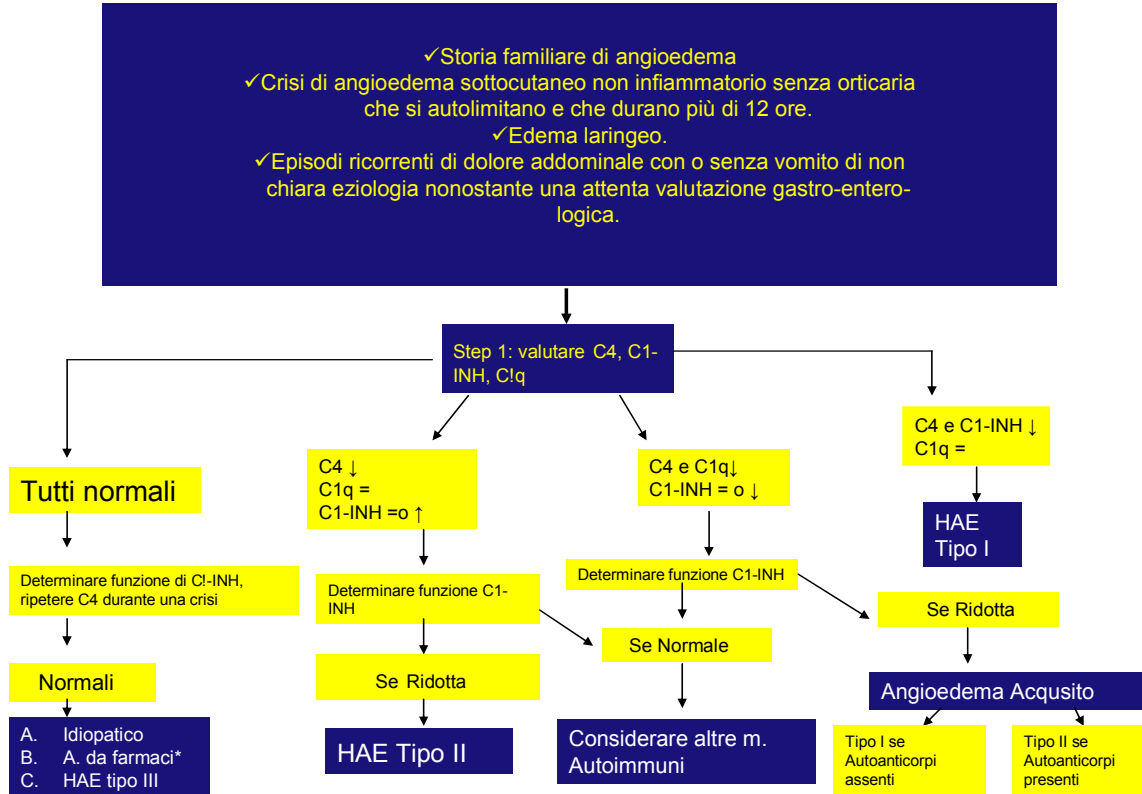 ✓Storia familiare di angioedema
✓Crisi di angioedema sottocutaneo non infiammatorio senza orticaria
che si autolimitano e che durano più di 12 ore.
✓Edema laringeo.
✓Episodi ricorrenti di dolore addominale con o senza vomito di non
chiara eziologia nonostante una attenta valutazione gastro-entero-
logica.
Step 1: valutare C4, C1-
INH, C!q
Tutti normali
Determinare funzione di C!-INH,
ripetere C4 durante una crisi
Normali
A. Idiopatico
B. A. da farmaci*
C. HAE tipo III
C4 ↓
C1q =
C1-INH =o ↑
Determinare funzione C1-
INH
Se Ridotta
HAE Tipo II
C4 e C1q↓
C1-INH = o ↓
Determinare funzione C1-INH
Se Normale
Considerare altre m.
Autoimmuni
C4 e C1-INH ↓
C1q =
HAE
Tipo I
Se Ridotta
Angioedema Acqusito
Tipo I se
Autoanticorpi
assenti
Tipo II se
Autoanticorpi
presenti